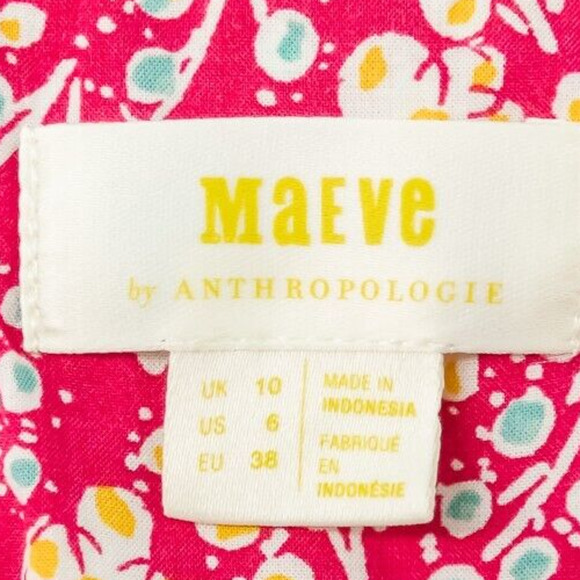 MaEVe
by ANTHROPOLOGIE
UK 10
US 6
EU 38
MADE IN
INDONESIA
FABRIQUÉ
EN
INDONÉSIE